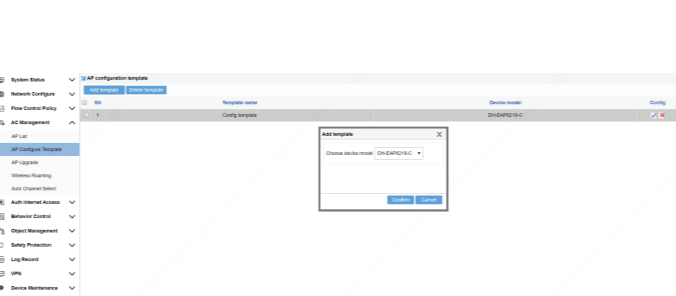 System Status
Network Configure
Flow Control Policy
AC Management
AP List
AP Configure Template
AP Upgrade
Wireless Roaming
Auto Channel Select
Auth Internet Access
Behavior Control
Object Management
Safety Protection
Log Record
VPN
Device Maintenance
AP configuration template
Add template Delete template
SN Template name Device model Config
1 Config template DH-EAP6218-C
Add template X
Choose device model DH-EAP6218-C
Confirm Cancel